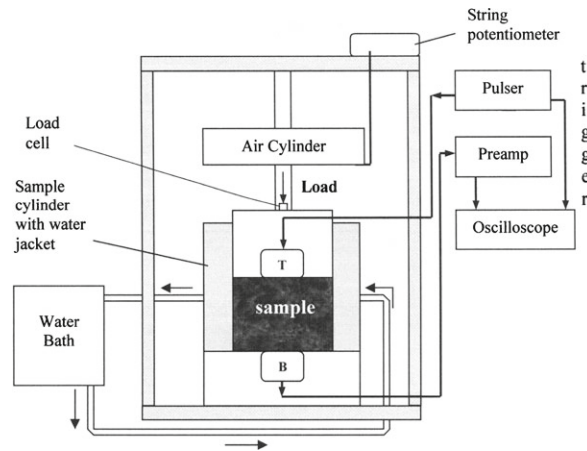 String
potentiometer
Pulser
Load
cell
Air Cylinder
Preamp
Load
Sample
cylinder
with water
jacket
Oscilloscope
T
sample
Water
Bath
B
t
r
i
g
g
e
r